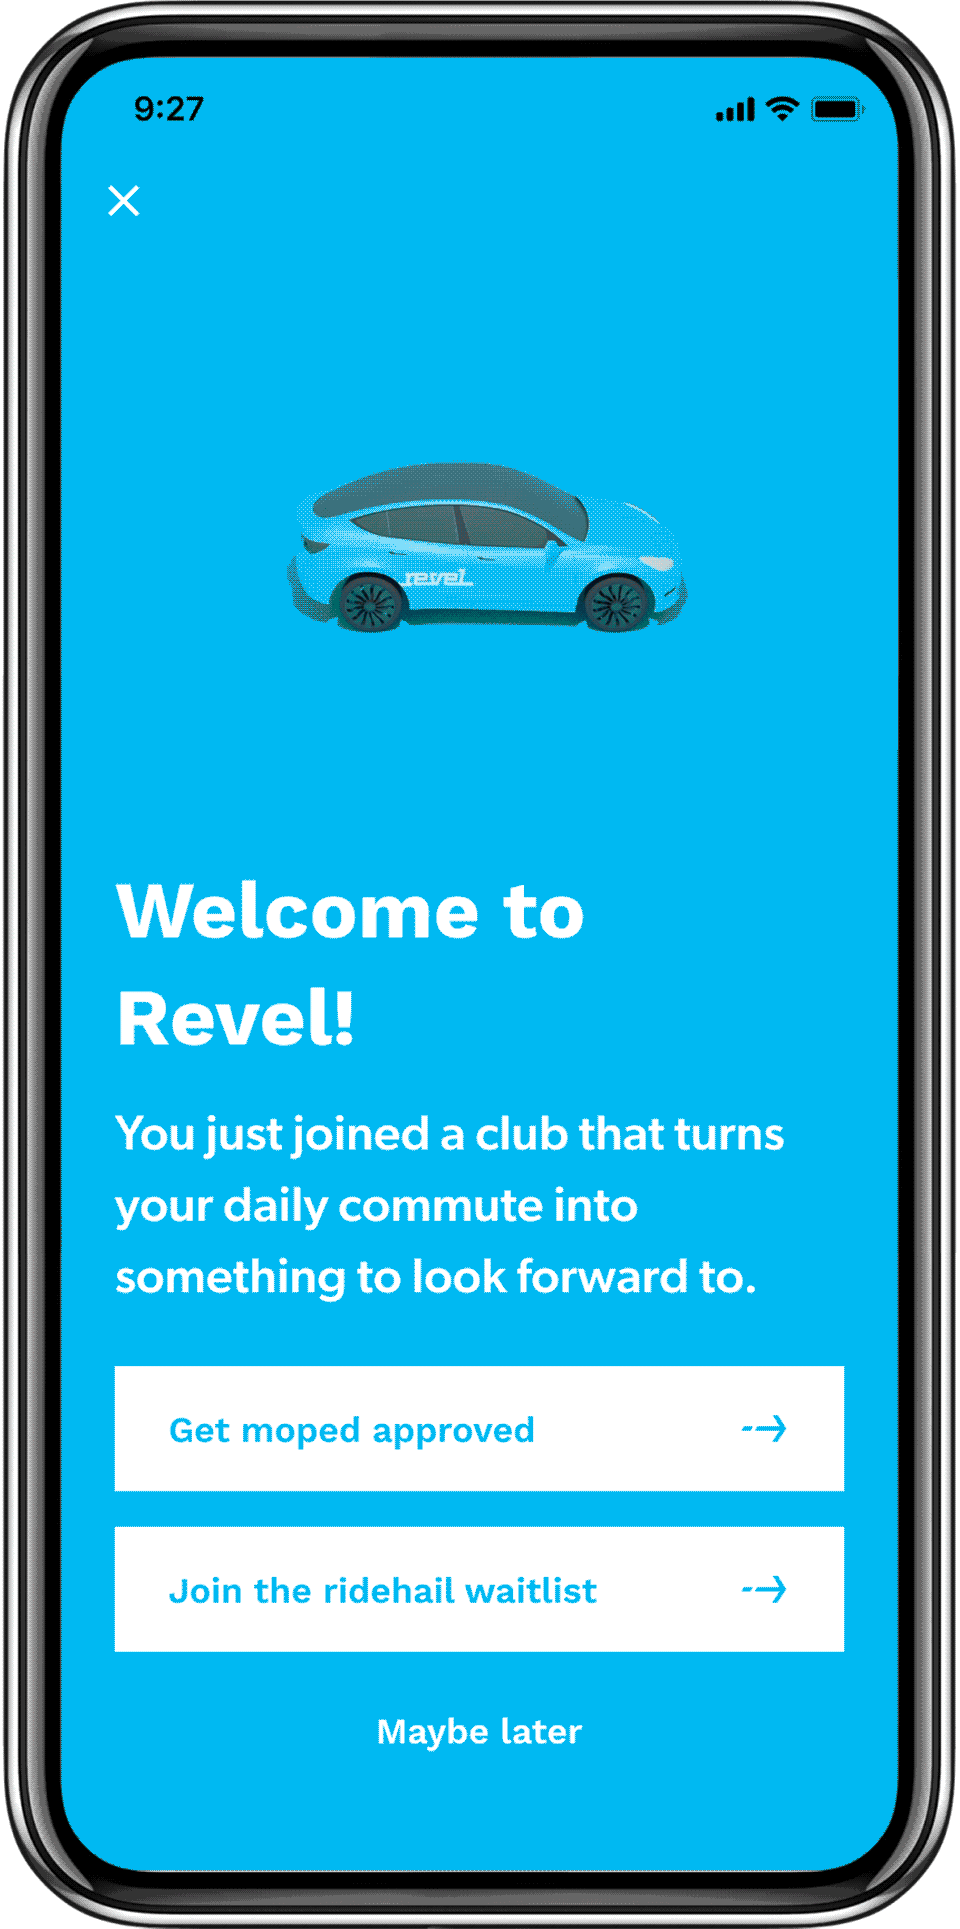 9:27
revel
Welcome to
Revel!
You just joined a club that turns
your daily commute into
something to look forward to.
Get moped approved
Join the ridehail waitlist
Maybe later